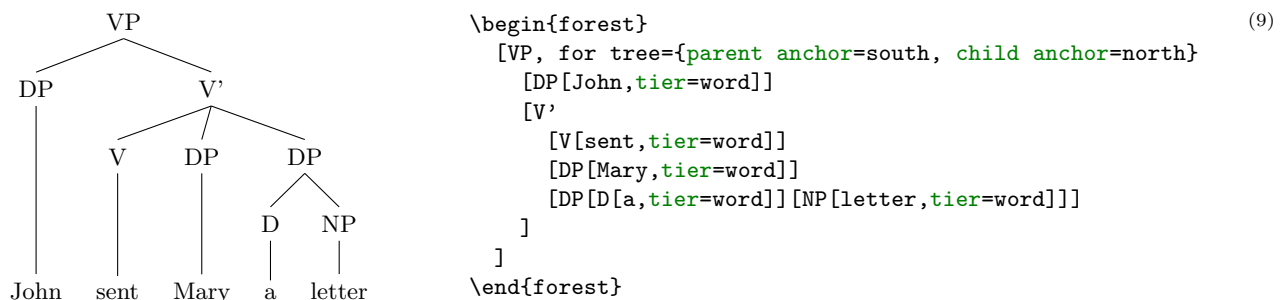 VP
DP V'
V DP DP
D NP
John sent Mary a letter
\begin{forest}
(9)
[VP, for tree={parent anchor=south, child anchor=north}
[DP[John,tier=word]]
[V'
[V[sent,tier=word]]
[DP[Mary,tier=word]]
[DP[D[a,tier=word]][NP[letter,tier=word]]]
]
]
\end{forest}